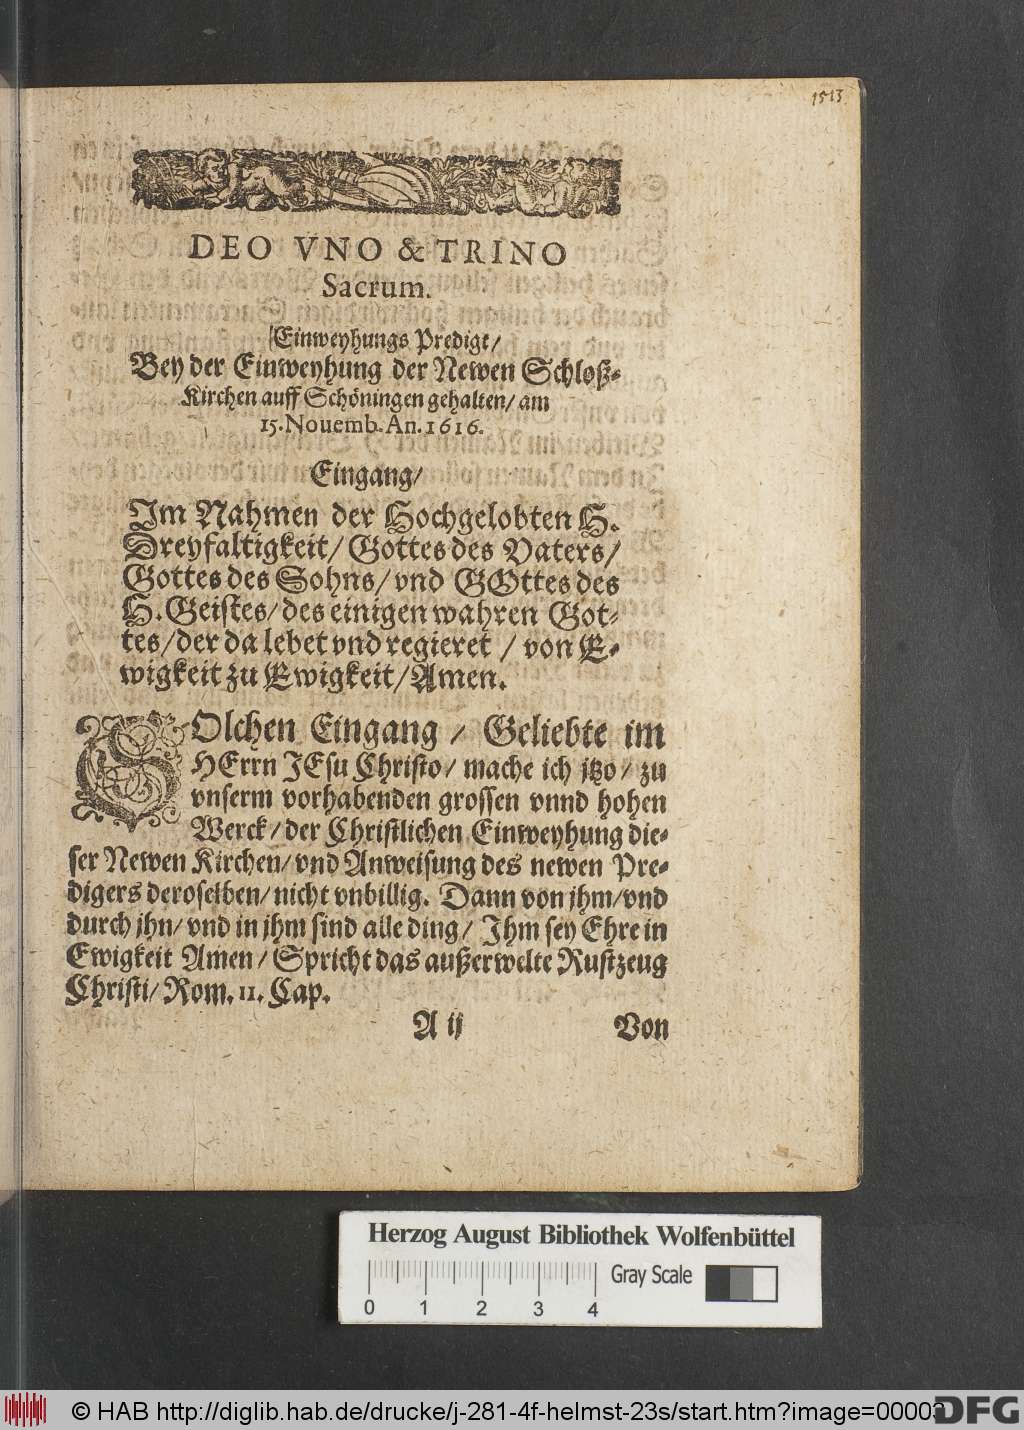 1513
DEO VNO & TRINO
Sacrum.
Einweyhungs Predigt/
Bey der Einweyhung der Newen Schloß-
Kirchen auff Schöningen gehalten/ am
15. Nouemb. An. 1616.
Eingang/
Im Nahmen der Hochgelobten H.
Dreyfaltigkeit/ Gottes des Vaters/
Gottes des Sohns/ vnd GOttes des
H. Geistes/ des einigen wahren Got-
tes/ der da lebet vnd regieret / von E-
wigkeit zu Ewigkeit/ Amen.
SOlchen Eingang / Geliebte im
HErrn JEsu Christo/ mache ich jtzo/ zu
vnserm vorhabenden grossen vnnd hohen
Werck/ der Christlichen Einweyhung die-
ser Newen Kirchen/ vnd Anweisung des newen Pre-
digers deroselben/ nicht vnbillig. Dann von jhm/ vnd
durch jhn/ vnd in jhm sind alle ding/ Jhm sey Ehre in
Ewigkeit Amen/ Spricht das außerwelte Rustzeug
Christi/ Rom. 11. Cap.
A ij Von
Herzog August Bibliothek Wolfenbüttel
Gray Scale
0 1 2 3 4
© HAB http://diglib.hab.de/drucke/j-281-4f-helmst-23s/start.htm?image=00003
DFG